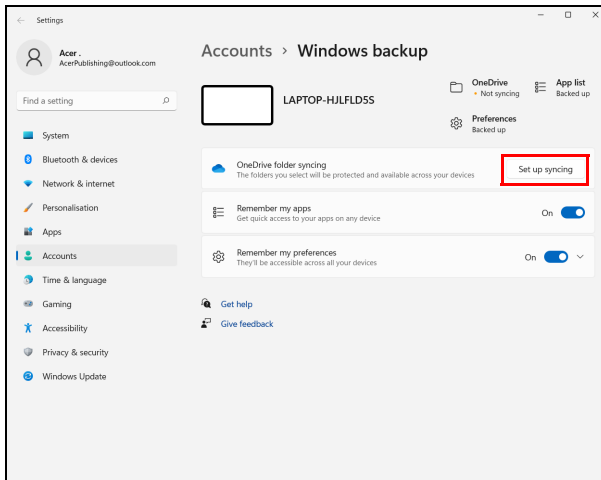 Settings
Acer .
AcerPublishing@outlook.com
Find a setting
System
Bluetooth & devices
Network & internet
Personalisation
Apps
Accounts
Time & language
Gaming
Accessibility
Privacy & security
Windows Update
Accounts > Windows backup
LAPTOP-HJLFLD5S
OneDrive
• Not syncing
App list
Backed up
Preferences
Backed up
OneDrive folder syncing
The folders you select will be protected and available across your devices
Set up syncing
Remember my apps
Get quick access to your apps on any device
On
Remember my preferences
They'll be accessible across all your devices
On
Get help
Give feedback